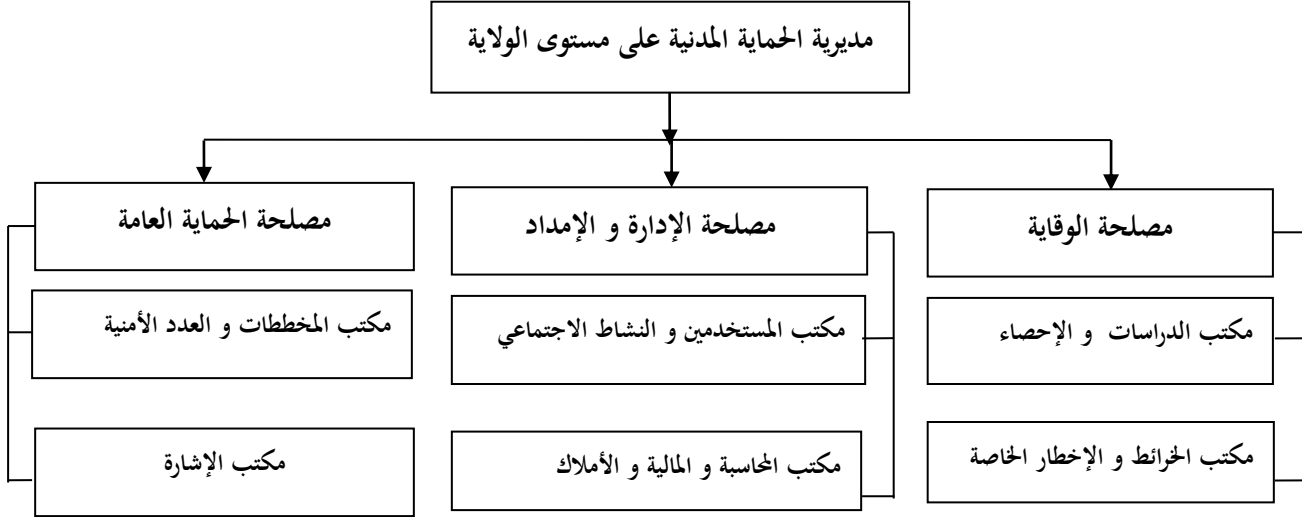 مديرية الحماية المدنية على مستوى الولاية
مصلحة الوقاية
مصلحة الإدارة و الإمداد
مصلحة الحماية العامة
مكتب الدراسات و الإحصاء
مكتب المستخدمين و النشاط الاجتماعي
مكتب المخططات و العدد الأمنية
مكتب الخرائط و الإخطار الخاصة
مكتب المحاسبة و المالية و الأملاك
مكتب الإشارة